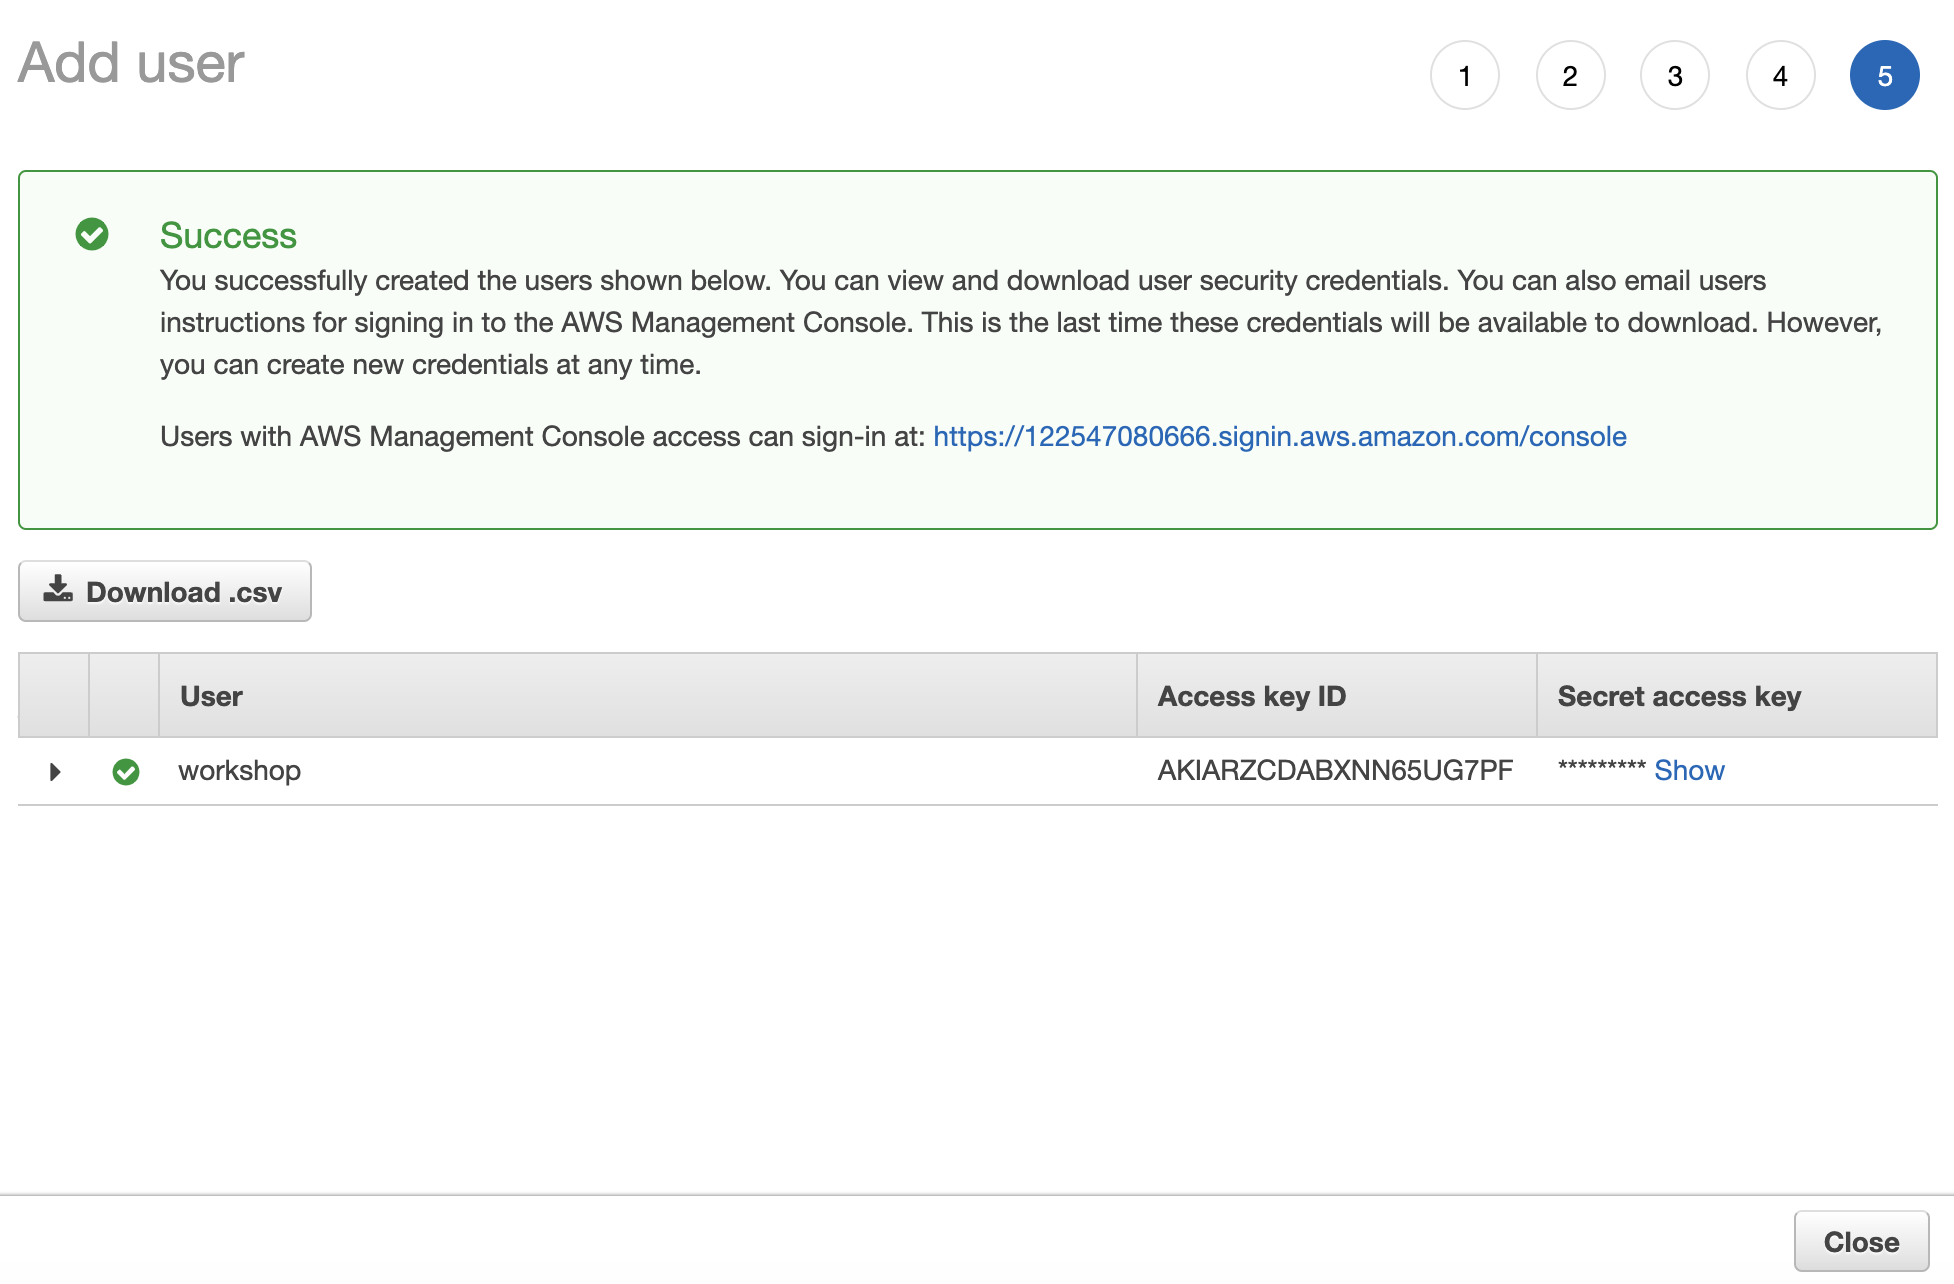 Add user
1 2 3 4 5
Success
You successfully created the users shown below. You can view and download user security credentials. You can also email users
instructions for signing in to the AWS Management Console. This is the last time these credentials will be available to download. However,
you can create new credentials at any time.
Users with AWS Management Console access can sign-in at: https://122547080666.signin.aws.amazon.com/console
Download .csv
User Access key ID Secret access key
workshop AKIARZCDABXNN65UG7PF ********* Show
Close